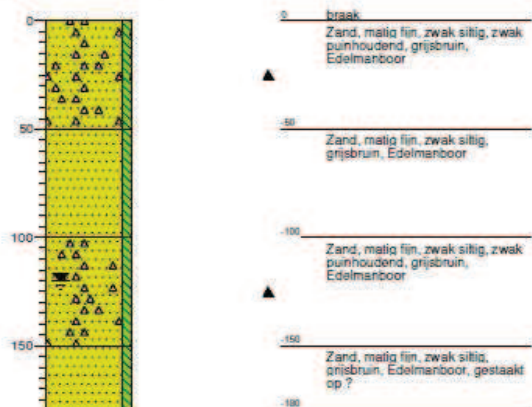 0
50
100
150
0
braak
Zand, matig fijn, zwak siltig, zwak
puinhoudend, grijsbruin,
Edelmanboor
-50
Zand, matig fijn, zwak siltig,
grijsbruin, Edelmanboor
-100
Zand, matig fijn, zwak siltig, zwak
puinhoudend, grijsbruin,
Edelmanboor
-150
Zand, matig fijn, zwak siltig,
grijsbruin, Edelmanboor, gestaakt
op ?
-180